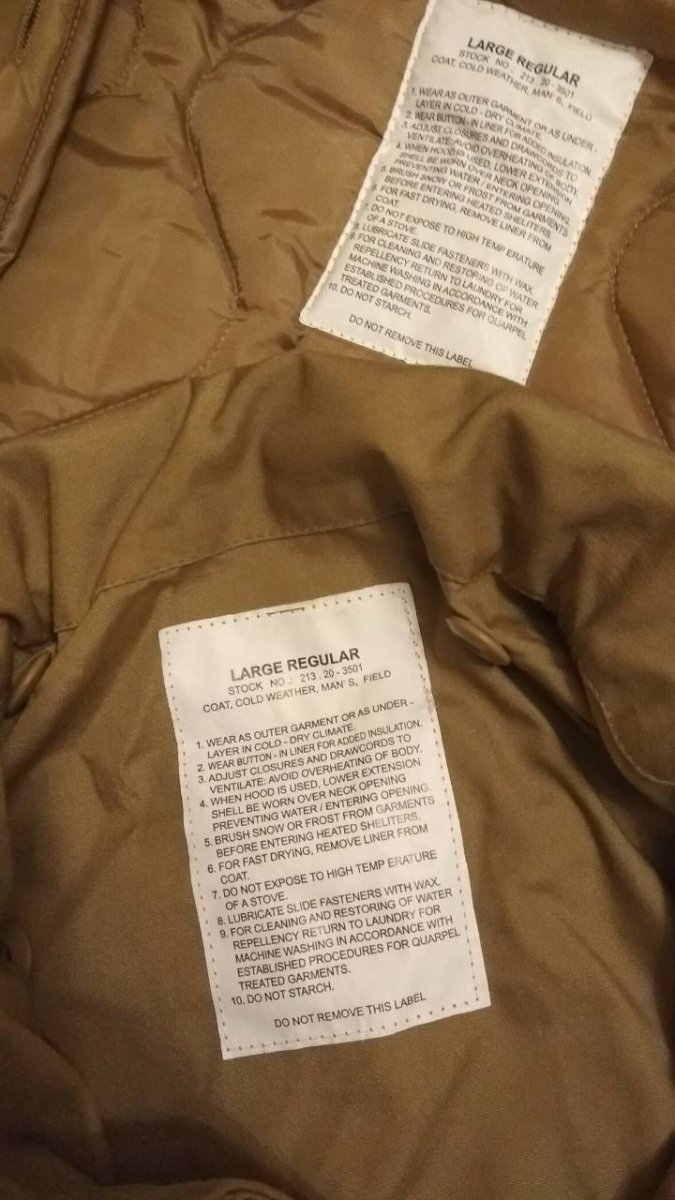 LARGE REGULAR
STOCK NO.: 213. 20 - 3501
COAT, COLD WEATHER, MAN' S, FIELD
1. WEAR AS OUTER GARMENT OR AS UNDER -
LAYER IN COLD - DRY CLIMATE.
2. WEAR BUTTON - IN LINER FOR ADDED INSULATION.
3. ADJUST CLOSURES AND DRAWCORDS TO
VENTILATE: AVOID OVERHEATING OF BODY.
4. WHEN HOOD IS USED, LOWER EXTENSION
SHELL BE WORN OVER NECK OPENING
PREVENTING WATER / ENTERING OPENING.
5. BRUSH SNOW OR FROST FROM GARMENTS
BEFORE ENTERING HEATED SHELITERS.
6. FOR FAST DRYING, REMOVE LINER FROM
COAT.
7. DO NOT EXPOSE TO HIGH TEMP ERATURE
OF A STOVE.
8. LUBRICATE SLIDE FASTENERS WITH WAX.
9. FOR CLEANING AND RESTORING OF WATER
REPELLENCY RETURN TO LAUNDRY FOR
MACHINE WASHING IN ACCORDANCE WITH
ESTABLISHED PROCEDURES FOR QUARPEL
TREATED GARMENTS.
10. DO NOT STARCH.
DO NOT REMOVE THIS LABEL
LARGE REGULAR
STOCK NO.: 213. 20 - 3501
COAT, COLD WEATHER, MAN' S, FIELD
1. WEAR AS OUTER GARMENT OR AS UNDER -
LAYER IN COLD - DRY CLIMATE.
2. WEAR BUTTON - IN LINER FOR ADDED INSULATION.
3. ADJUST CLOSURES AND DRAWCORDS TO
VENTILATE: AVOID OVERHEATING OF BODY.
4. WHEN HOOD IS USED, LOWER EXTENSION
SHELL BE WORN OVER NECK OPENING
PREVENTING WATER / ENTERING OPENING.
5. BRUSH SNOW OR FROST FROM GARMENTS
BEFORE ENTERING HEATED SHELITERS.
6. FOR FAST DRYING, REMOVE LINER FROM
COAT.
7. DO NOT EXPOSE TO HIGH TEMP ERATURE
OF A STOVE.
8. LUBRICATE SLIDE FASTENERS WITH WAX.
9. FOR CLEANING AND RESTORING OF WATER
REPELLENCY RETURN TO LAUNDRY FOR
MACHINE WASHING IN ACCORDANCE WITH
ESTABLISHED PROCEDURES FOR QUARPEL
TREATED GARMENTS.
10. DO NOT STARCH.
DO NOT REMOVE THIS LABEL